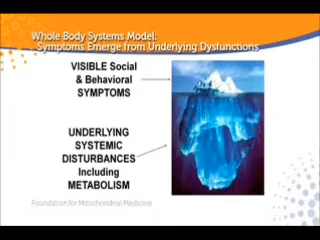 Whole Body Systems Model:
Symptoms Emerge from Underlying Dysfunctions
VISIBLE Social
& Behavioral
SYMPTOMS
UNDERLYING
SYSTEMIC
DISTURBANCES
Including
METABOLISM
Foundation for Mitochondrial Medicine